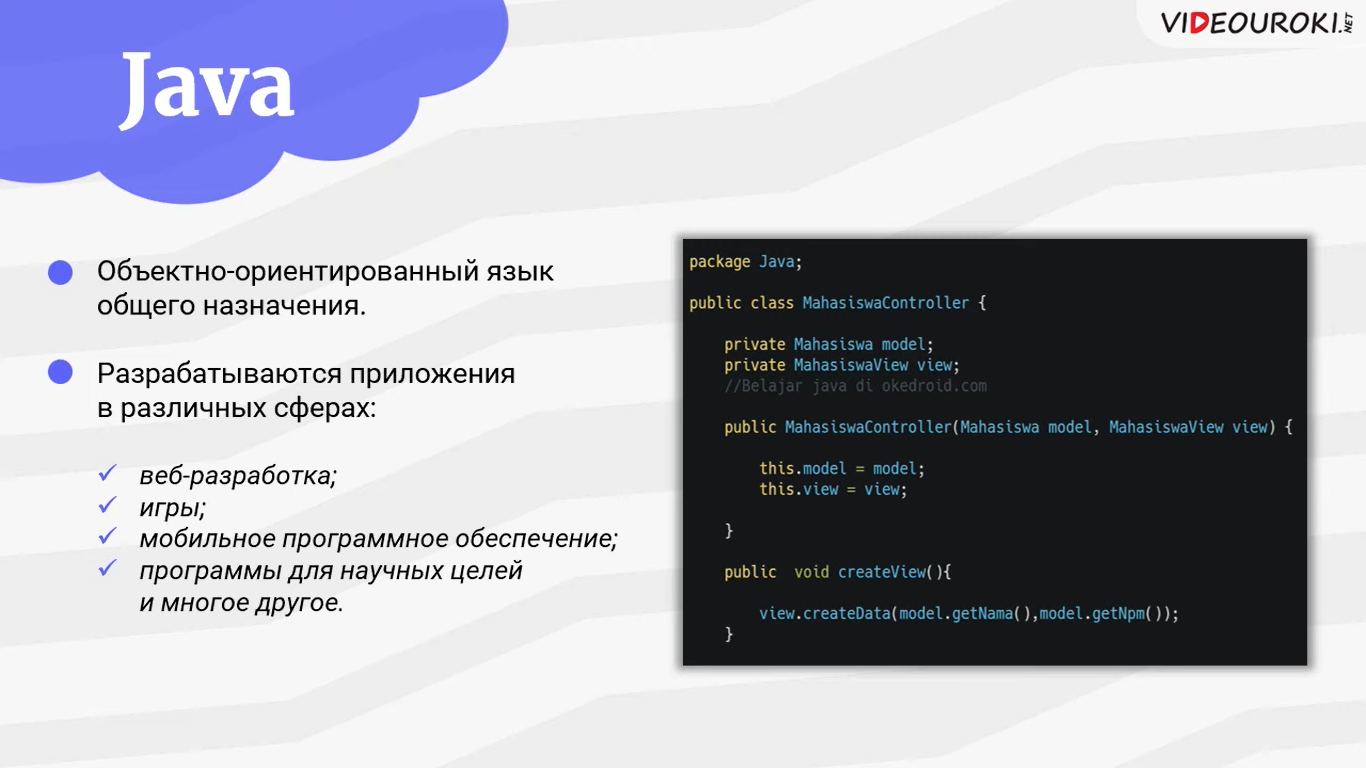 VIDEOUROKI.NET
Java
Объектно-ориентированный язык
общего назначения.
Разрабатываются приложения
в различных сферах:
веб-разработка;
игры;
мобильное программное обеспечение;
программы для научных целей
и многое другое.
package Java;
public class MahasiswaController {
private Mahasiswa model;
private MahasiswaView view;
//Belajar java di okedroid.com
public MahasiswaController(Mahasiswa model, MahasiswaView view) {
this.model = model;
this.view = view;
}
public  void createView(){
view.createData(model.getNama(),model.getNpm());
}